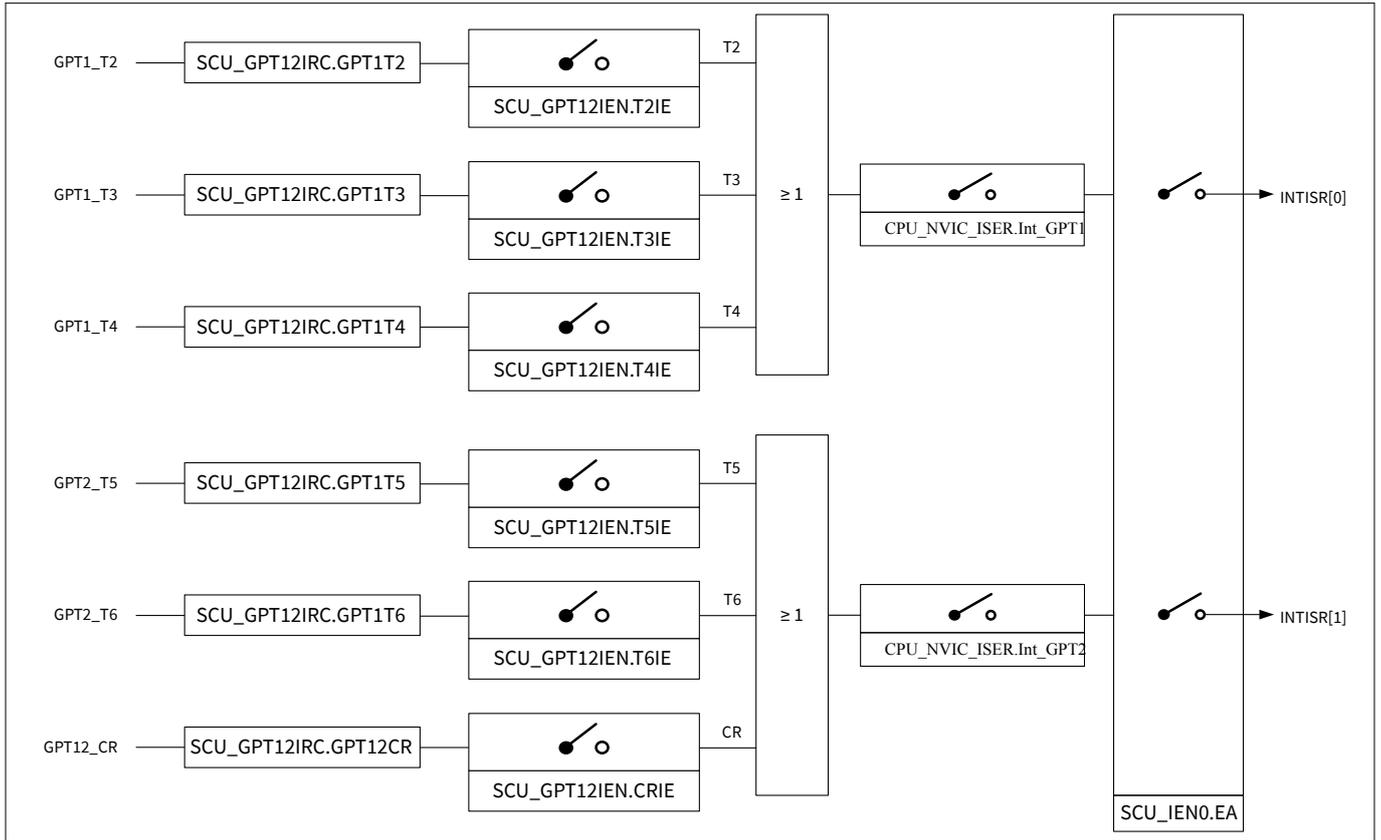 GPT1_T2
SCU_GPT12IRC.GPT1T2
SCU_GPT12IEN.T2IE
T2
GPT1_T3
SCU_GPT12IRC.GPT1T3
SCU_GPT12IEN.T3IE
T3
≥ 1
CPU_NVIC_ISER.Int_GPT1
INTISR[0]
GPT1_T4
SCU_GPT12IRC.GPT1T4
SCU_GPT12IEN.T4IE
T4
GPT2_T5
SCU_GPT12IRC.GPT1T5
SCU_GPT12IEN.T5IE
T5
GPT2_T6
SCU_GPT12IRC.GPT1T6
SCU_GPT12IEN.T6IE
T6
≥ 1
CPU_NVIC_ISER.Int_GPT2
INTISR[1]
GPT12_CR
SCU_GPT12IRC.GPT12CR
SCU_GPT12IEN.CRIE
CR
SCU_IEN0.EA